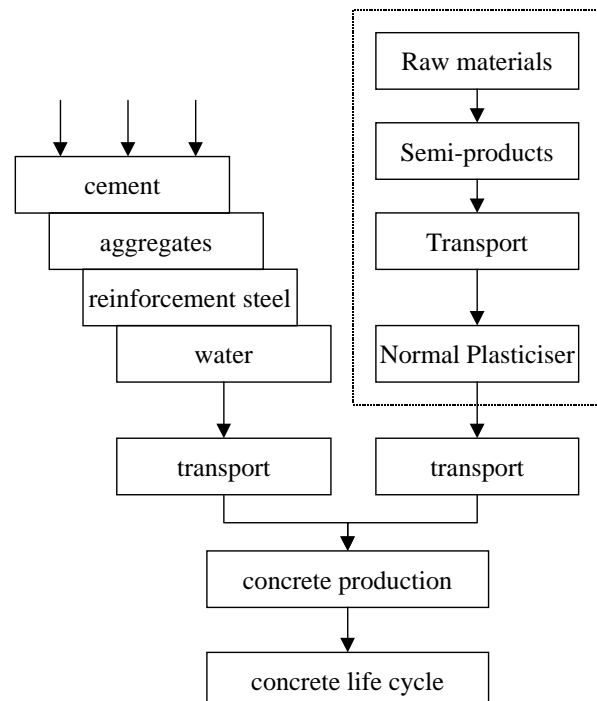 Raw materials
Semi-products
cement
aggregates
Transport
reinforcement steel
water
Normal Plasticiser
transport
transport
concrete production
concrete life cycle